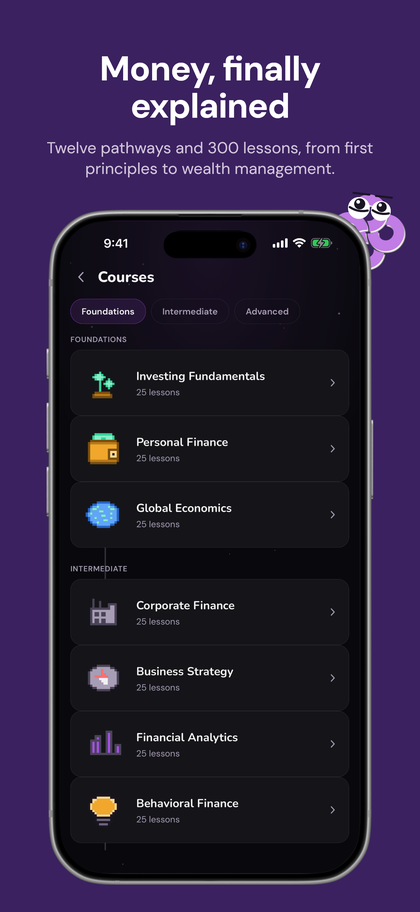 Money, finally
explained
Twelve pathways and 300 lessons, from first
principles to wealth management.
9:41
Courses
Foundations
Intermediate
Advanced
FOUNDATIONS
Investing Fundamentals
25 lessons
Personal Finance
25 lessons
Global Economics
25 lessons
INTERMEDIATE
Corporate Finance
25 lessons
Business Strategy
25 lessons
Financial Analytics
25 lessons
Behavioral Finance
25 lessons